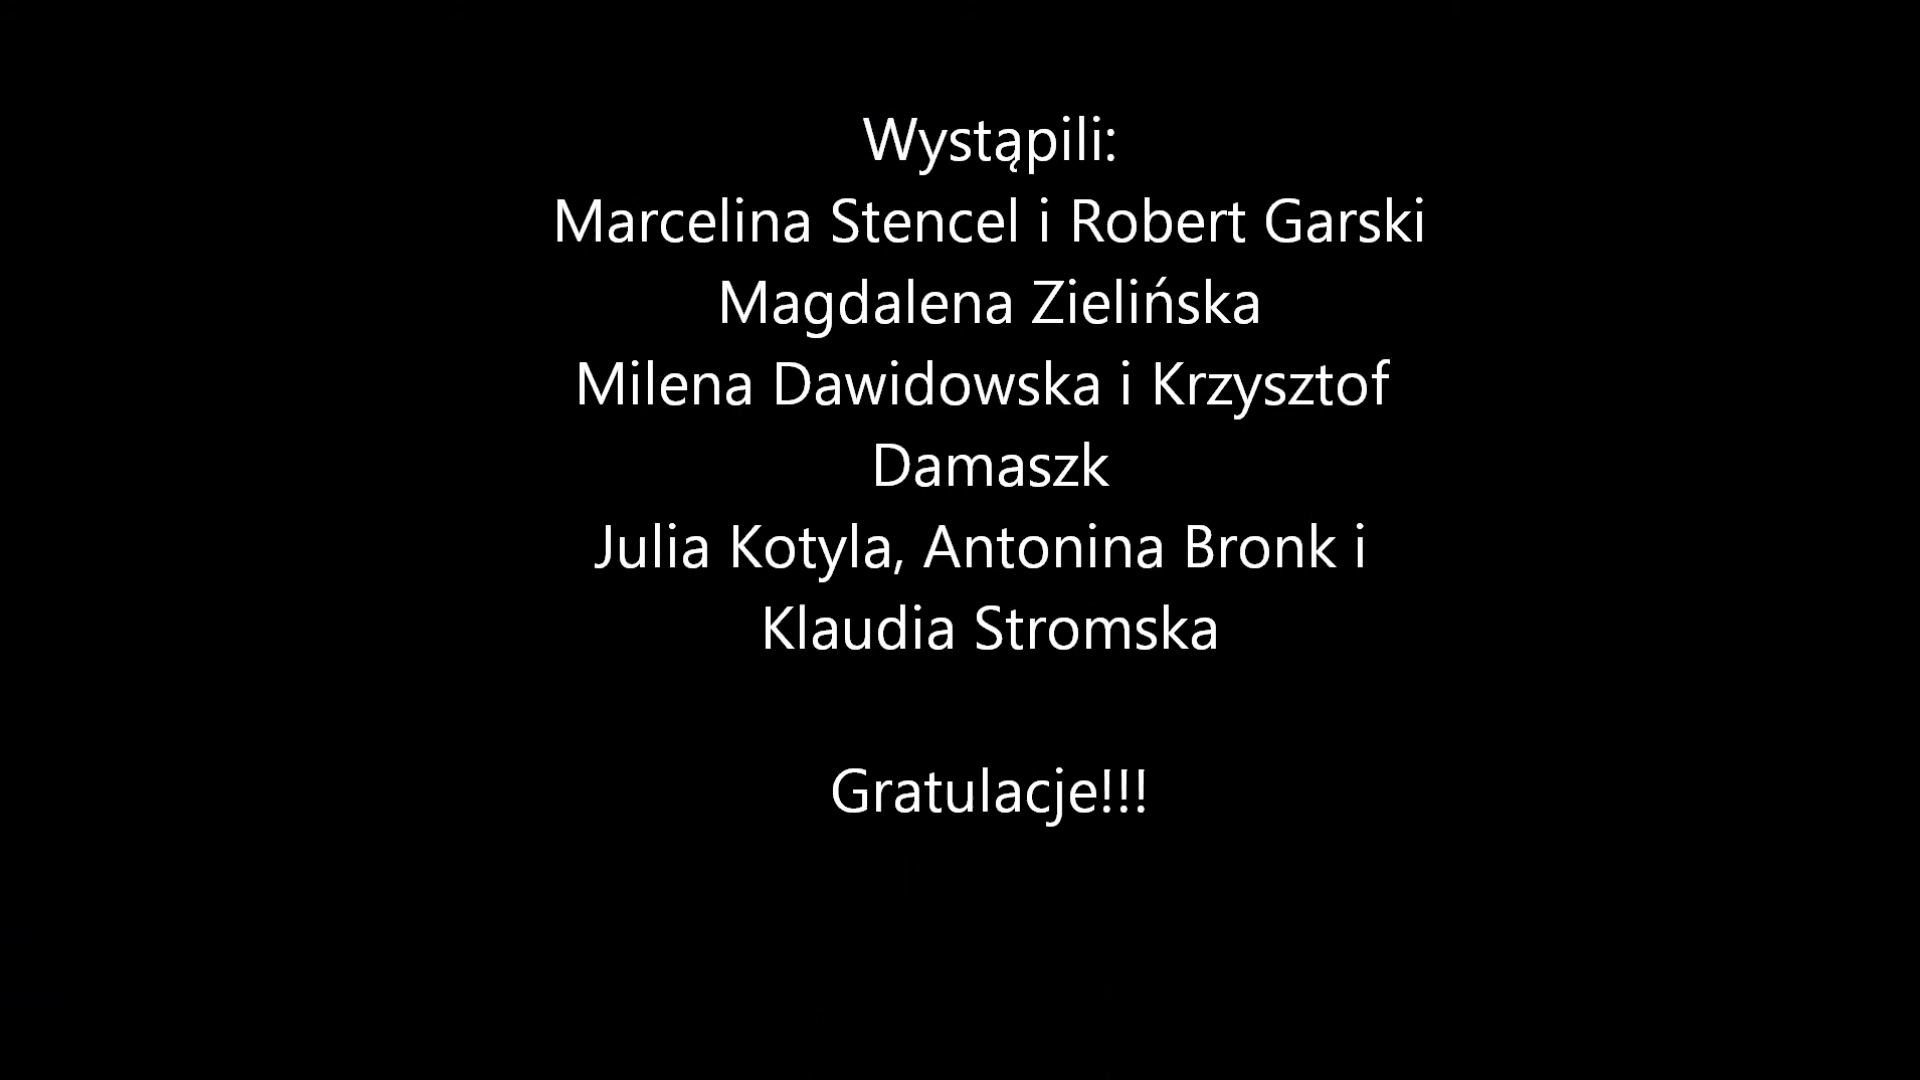 Wystąpili:
Marcelina Stencel i Robert Garski
Magdalena Zielińska
Milena Dawidowska i Krzysztof
Damaszk
Julia Kotyla, Antonina Bronk i
Klaudia Stromska
Gratulacje!!!